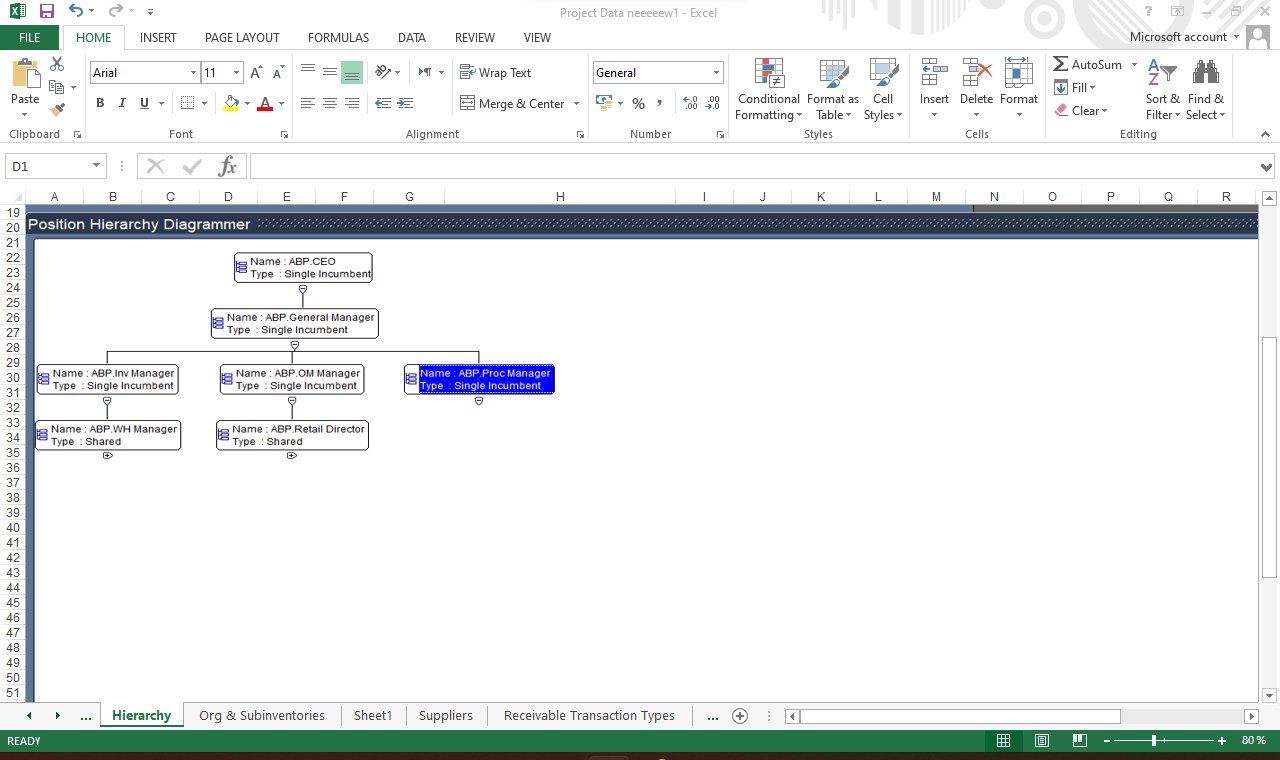 Project Data neeeeew1 - Excel
?
FILE HOME INSERT PAGE LAYOUT FORMULAS DATA REVIEW VIEW
Microsoft account
Arial 11 Wrap Text General AutoSum
Paste B I U A Merge & Center % , Conditional Formatting Format as Table Cell Styles Insert Delete Format Fill Clear Sort & Filter Find & Select
Clipboard Font Alignment Number Styles Cells Editing
D1 fx
A B C D E F G H I J K L M N O P Q R
19
20
Position Hierarchy Diagrammer
21
22
Name : ABP.CEO
23
Type : Single Incumbent
24
25
26
Name : ABP.General Manager
27
Type : Single Incumbent
28
29
30
Name : ABP.Inv Manager Name : ABP.OM Manager Name : ABP.Proc Manager
Type : Single Incumbent Type : Single Incumbent Type : Single Incumbent
31
32
33
Name : ABP.WH Manager Name : ABP.Retail Director
34
Type : Shared Type : Shared
35
36
37
38
39
40
41
42
43
44
45
46
47
48
49
50
51
... Hierarchy Org & Subinventories Sheet1 Suppliers Receivable Transaction Types ...
READY 80 %